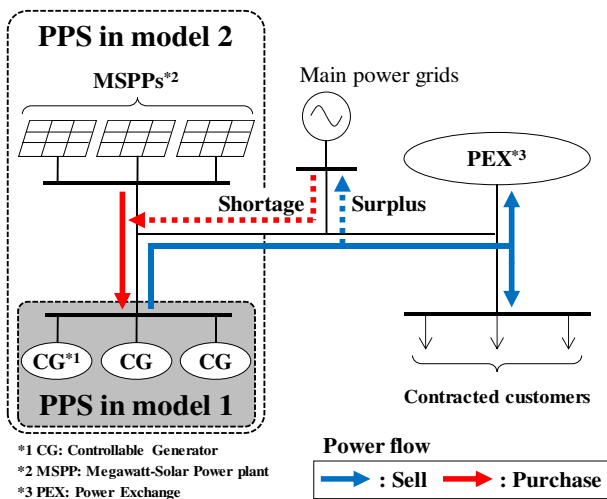 PPS in model 2
MSPPs*2
Main power grids
PEX*3
Shortage
Surplus
CG*1
CG
CG
PPS in model 1
Contracted customers
*1 CG: Controllable Generator
*2 MSPP: Megawatt-Solar Power plant
*3 PEX: Power Exchange
Power flow
: Sell
: Purchase